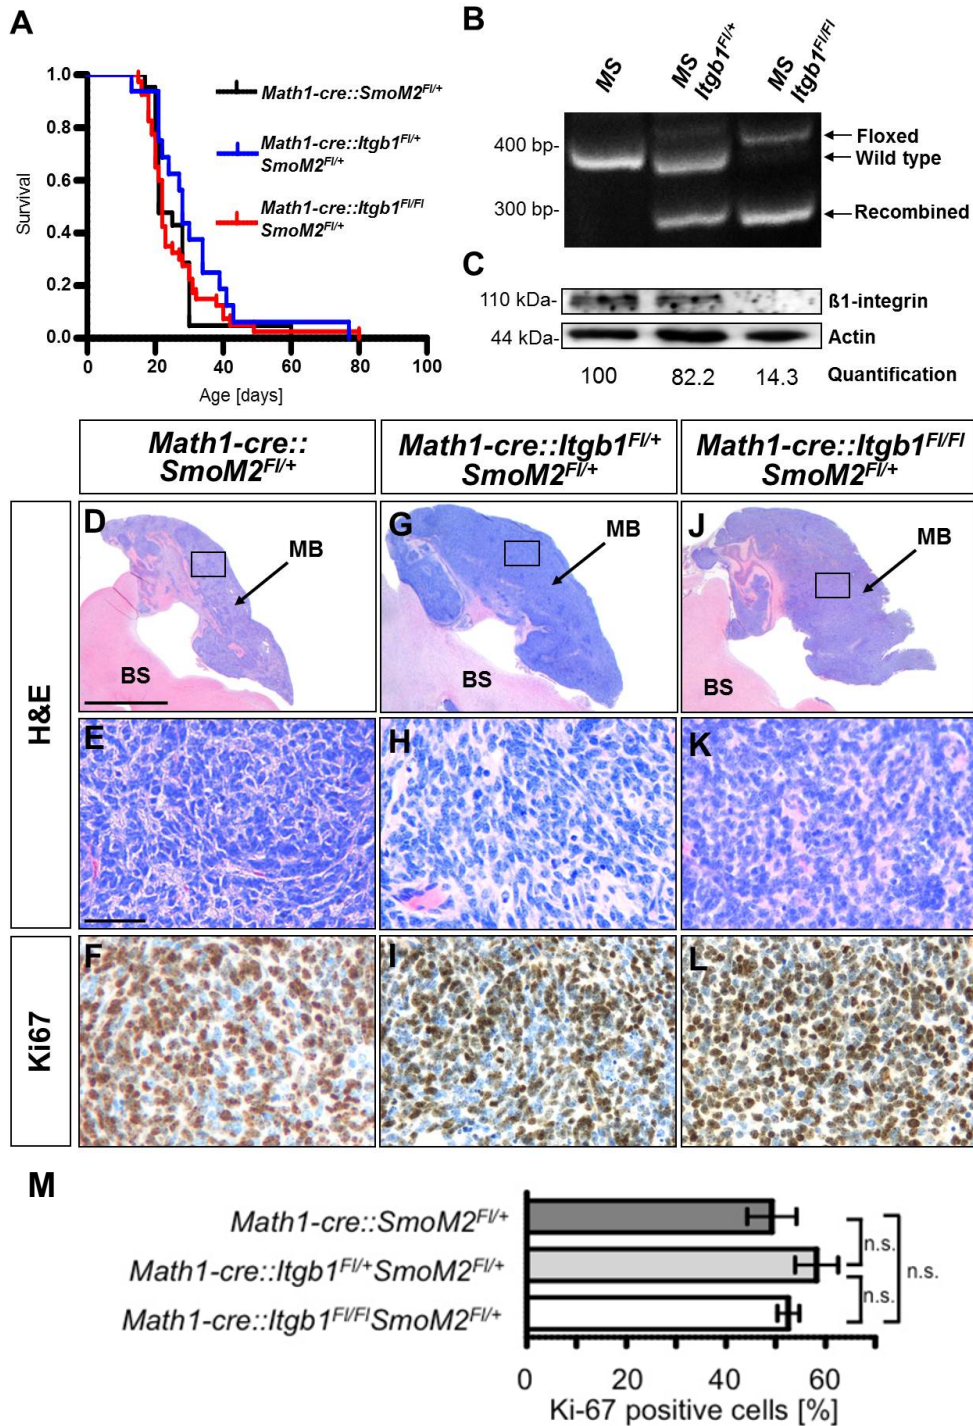 A
1.0
0.8
0.6
0.4
0.2
0.0
Survival
0 20 40 60 80 100
Age [days]
Math1-cre::SmoM2Fl/+
Math1-cre::Itgb1Fl/+
SmoM2Fl/+
Math1-cre::Itgb1Fl/Fl
SmoM2Fl/+
B
MS
MS
Itgb1Fl/+
MS
Itgb1Fl/Fl
400 bp-
300 bp-
Floxed
Wild type
Recombined
C
110 kDa-
44 kDa-
ß1-integrin
Actin
100 82.2 14.3 Quantification
Math1-cre::
SmoM2Fl/+
Math1-cre::Itgb1Fl/+
SmoM2Fl/+
Math1-cre::Itgb1Fl/Fl
SmoM2Fl/+
H&E
D
MB
BS
G
MB
BS
J
MB
BS
E
H
K
Ki67
F
I
L
M
Math1-cre::SmoM2Fl/+
Math1-cre::Itgb1Fl/+SmoM2Fl/+
Math1-cre::Itgb1Fl/FlSmoM2Fl/+
n.s.
n.s.
n.s.
0 20 40 60
Ki-67 positive cells [%]